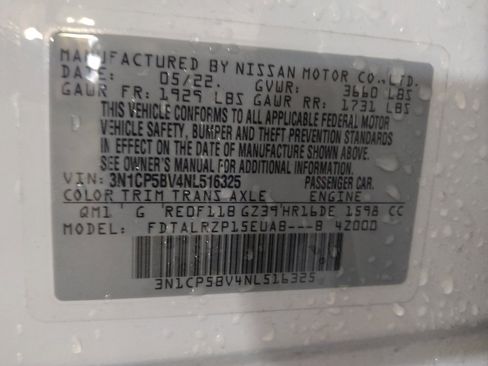 MANUFACTURED BY NISSAN MOTOR CO., LTD.
DATE: 05/22. GVWR: 3660 LBS
GAWR FR: 1929 LBS GAWR RR: 1731 LBS
THIS VEHICLE CONFORMS TO ALL APPLICABLE FEDERAL MOTOR
VEHICLE SAFETY, BUMPER AND THEFT PREVENTION STANDARDS
IN EFFECT ON THE DATE OF MANUFACTURE SHOWN ABOVE.
SEE OWNER'S MANUAL FOR ADDITIONAL INFORMATION.
VIN: 3N1CP5BV4NL516325 PASSENGER CAR.
COLOR TRIM TRANS AXLE ENGINE
QM1 G RE0F11B GZ39 HR16DE 1598 CC
MODEL: FDTALRZP15EUAB---B 42000
3N1CP5BV4NL516325